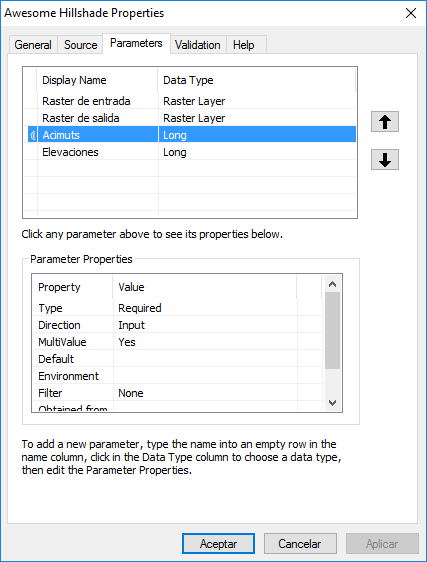 Awesome Hillshade Properties
General Source Parameters Validation Help
Display Name Data Type
Raster de entrada Raster Layer
Raster de salida Raster Layer
Acimuts Long
Elevaciones Long
Click any parameter above to see its properties below.
Parameter Properties
Property Value
Type Required
Direction Input
MultiValue Yes
Default
Environment
Filter None
Obtained from
To add a new parameter, type the name into an empty row in the
name column, click in the Data Type column to choose a data type,
then edit the Parameter Properties.
Aceptar Cancelar Aplicar